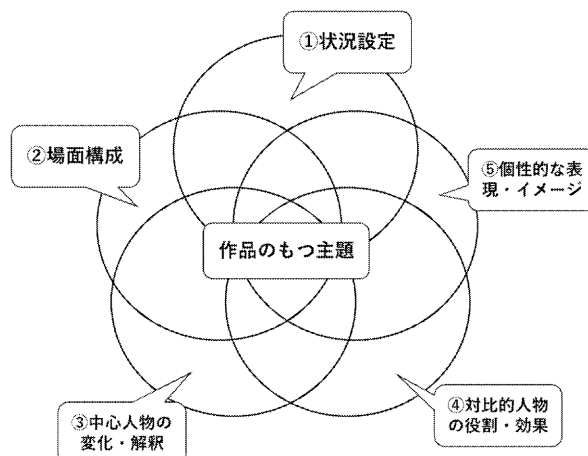 ①状況設定
②場面構成
⑤個性的な表
現・イメージ
作品のもつ主題
③中心人物の
変化・解釈
④対比的人物
の役割・効果